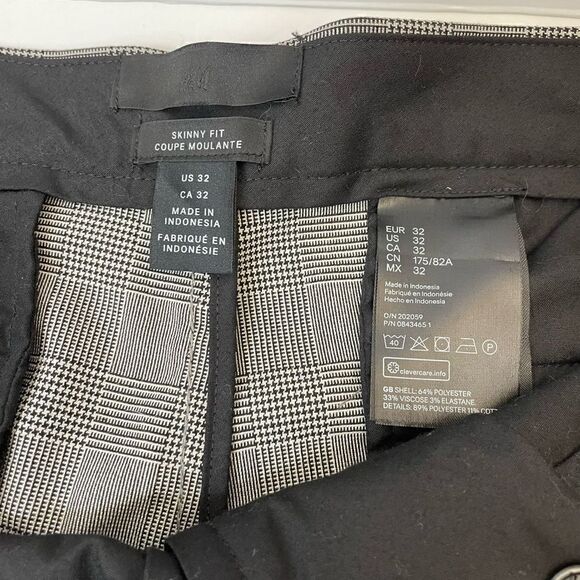 H&M
SKINNY FIT
COUPE MOULANTE
US 32
CA 32
MADE IN
INDONESIA
FABRIQUÉ EN
INDONÉSIE
EUR 32
US 32
CA 32
CN 175/82A
MX 32
Made in Indonesia
Fabriqué en Indonésie
Hecho en Indonesia
O/N 202059
P/N 0843465 1
40
P
clevercare.info
GB SHELL: 64% POLYESTER
33% VISCOSE 3% ELASTANE.
DETAILS: 89% POLYESTER 11%